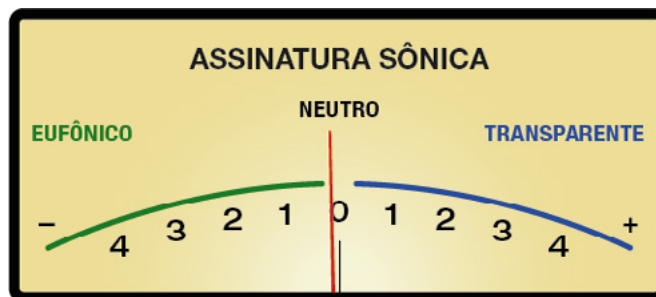 ASSINATURA SÔNICA
NEUTRO
EUFÔNICO TRANSPARENTE
– 4 3 2 1 0 1 2 3 4 +